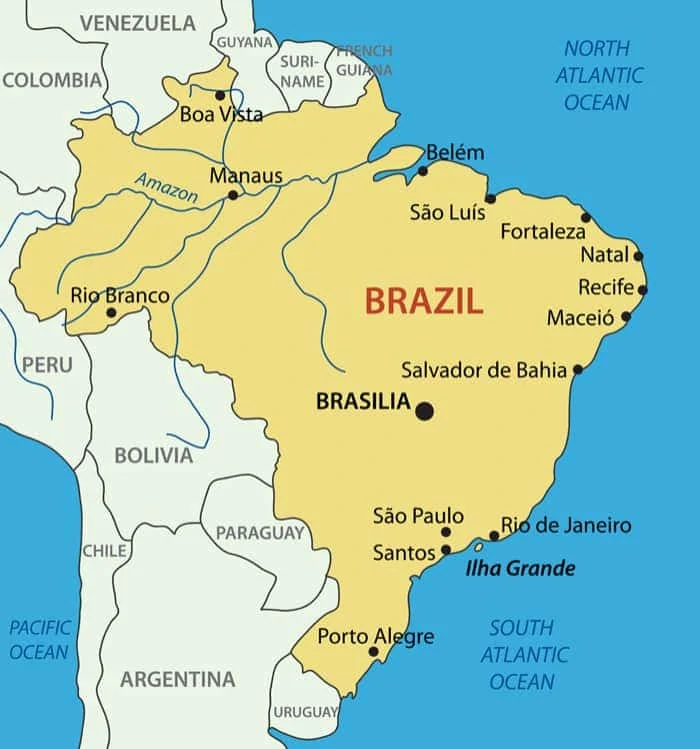 VENEZUELA
GUYANA
SURI-
NAME
FRENCH
GUIANA
NORTH
ATLANTIC
OCEAN
COLOMBIA
Boa Vista
Belém
Manaus
Amazon
São Luís
Fortaleza
Natal
Recife
Rio Branco
BRAZIL
Maceió
PERU
Salvador de Bahia
BRASILIA
BOLIVIA
São Paulo
Rio de Janeiro
PARAGUAY
CHILE
Santos
Ilha Grande
PACIFIC
OCEAN
Porto Alegre
SOUTH
ATLANTIC
OCEAN
ARGENTINA
URUGUAY